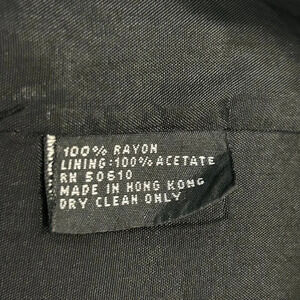 100% RAYON
LINING:100% ACETATE
RN 50610
MADE IN HONG KONG
DRY CLEAN ONLY